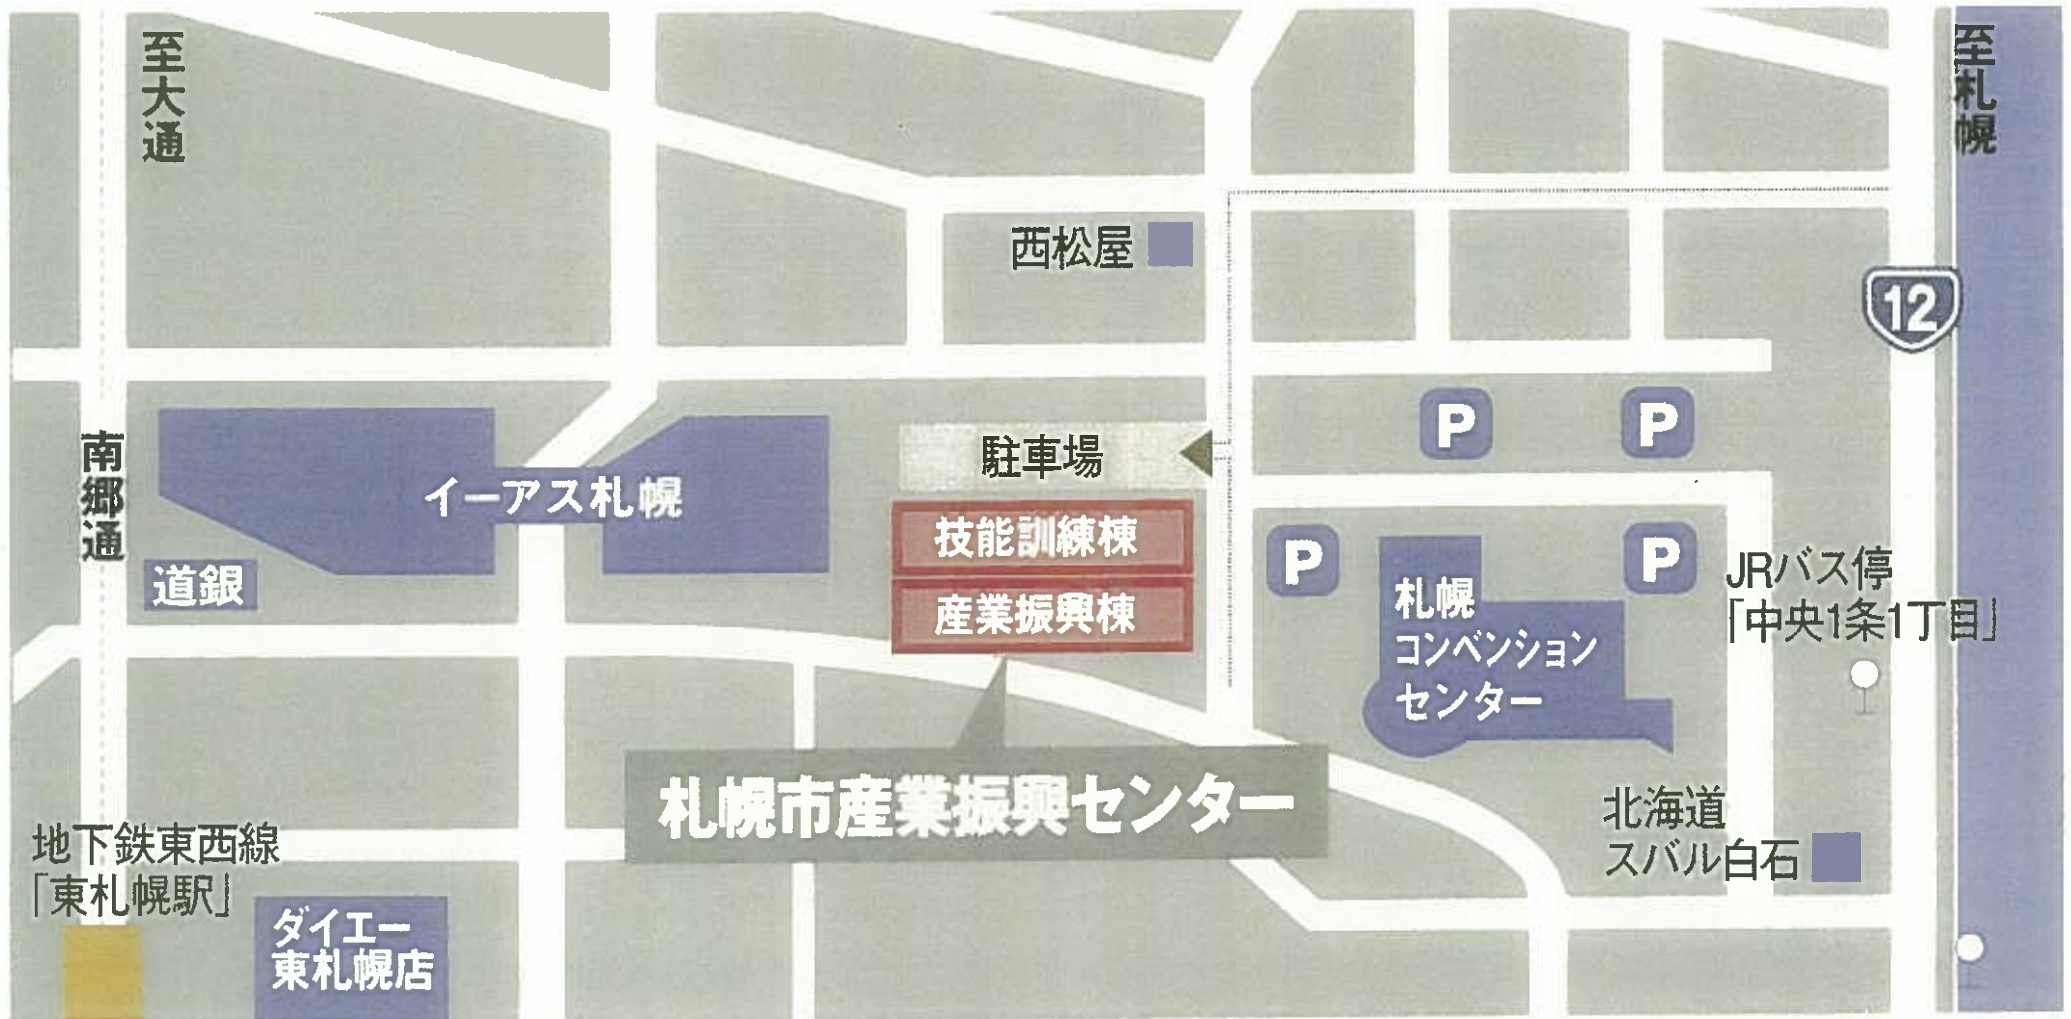 至大通
至札幌
西松屋
12
南郷通
イーアス札幌
道銀
駐車場
技能訓練棟
産業振興棟
P
P
P
P
札幌
コンベンション
センター
JRバス停
「中央1条1丁目」
札幌市産業振興センター
北海道
スバル白石
地下鉄東西線
「東札幌駅」
ダイエー
東札幌店